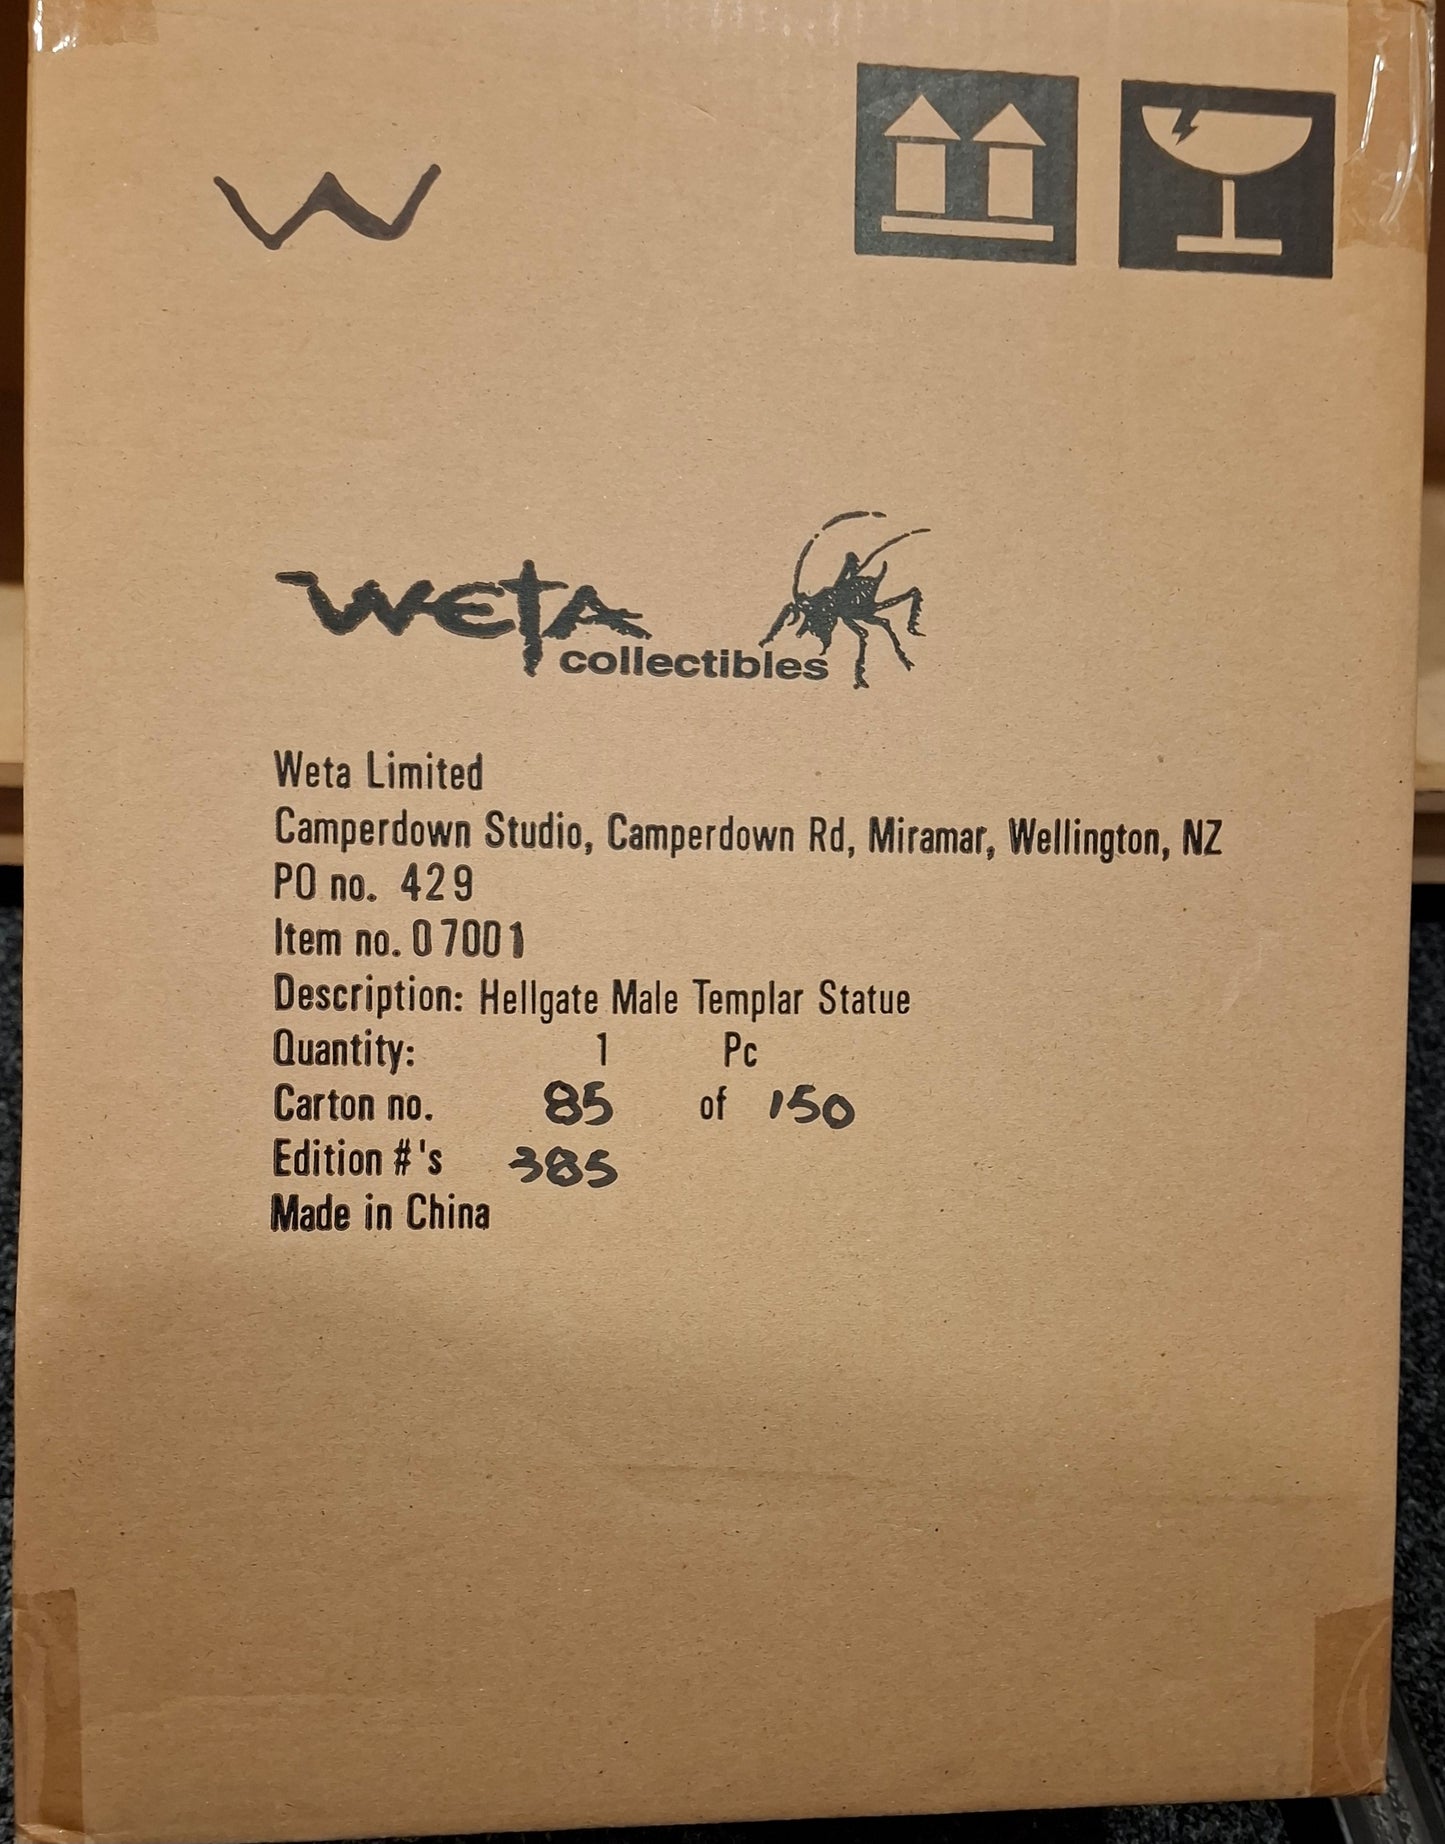 W
WETA
collectibles
Weta Limited
Camperdown Studio, Camperdown Rd, Miramar, Wellington, NZ
PO no. 429
Item no. 07001
Description: Hellgate Male Templar Statue
Quantity: 1 Pc
Carton no. 85 of 150
Edition #'s 385
Made in China